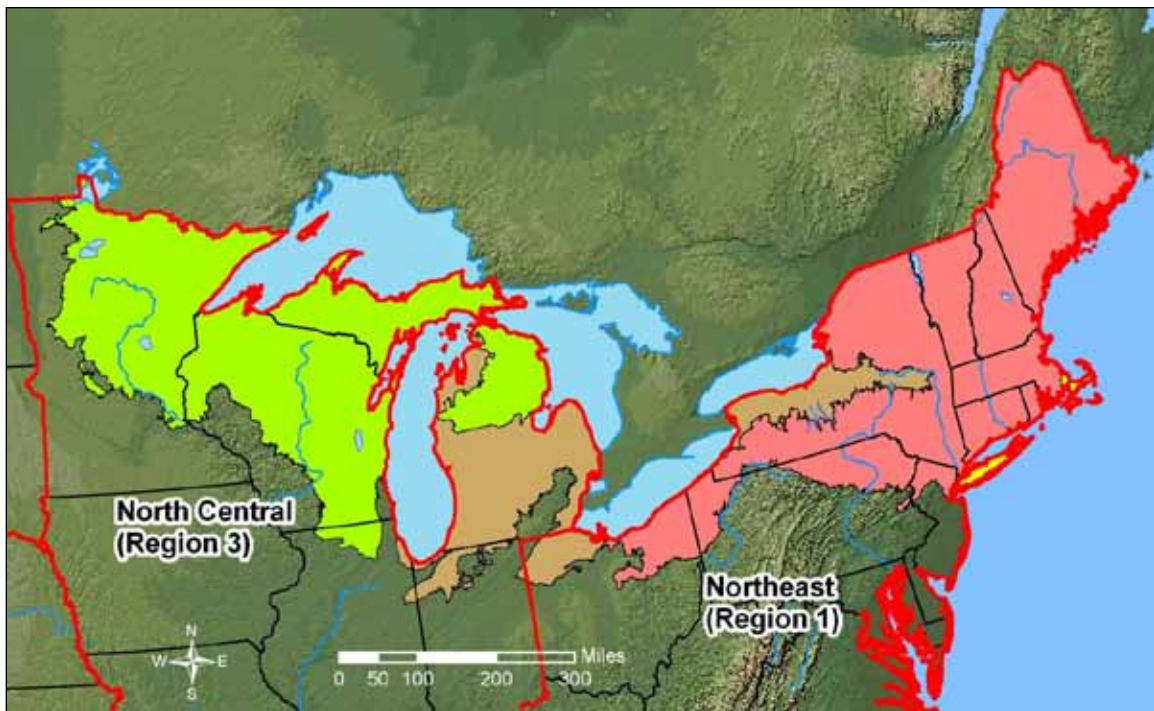 North Central
(Region 3)
Northeast
(Region 1)
N
W E
S
Miles
0 50 100 200 300